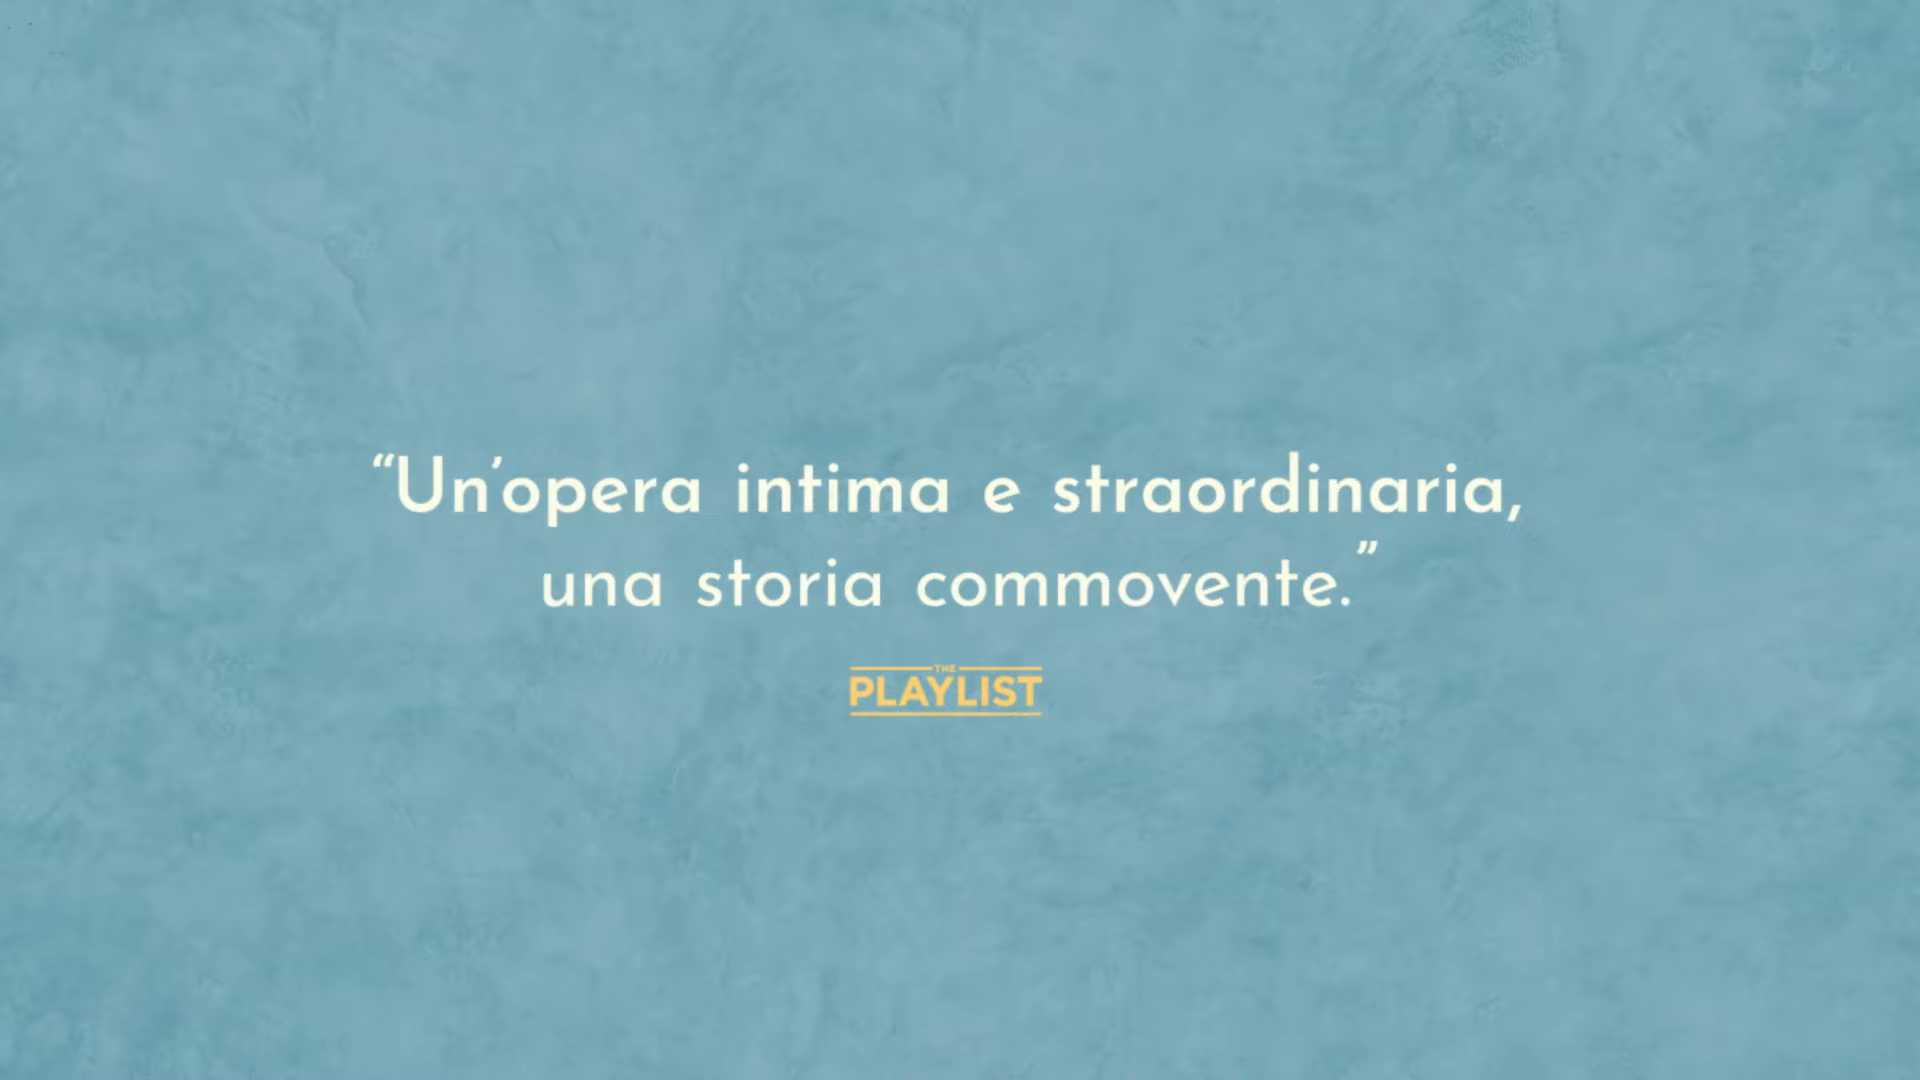 “Un’opera intima e straordinaria,
una storia commovente.”
THE
PLAYLIST